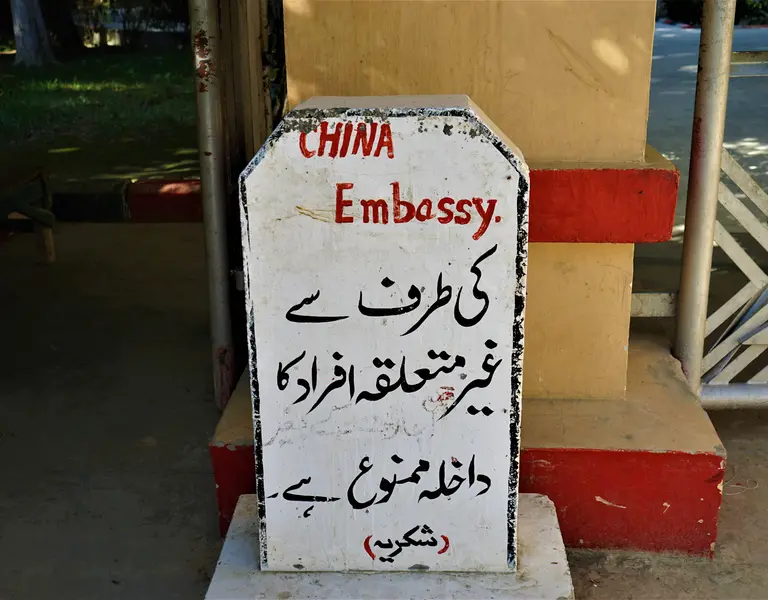 CHINA
Embassy.
کی طرف سے
غیر متعلقہ افراد کا
داخلہ ممنوع ہے۔
(شکریہ)